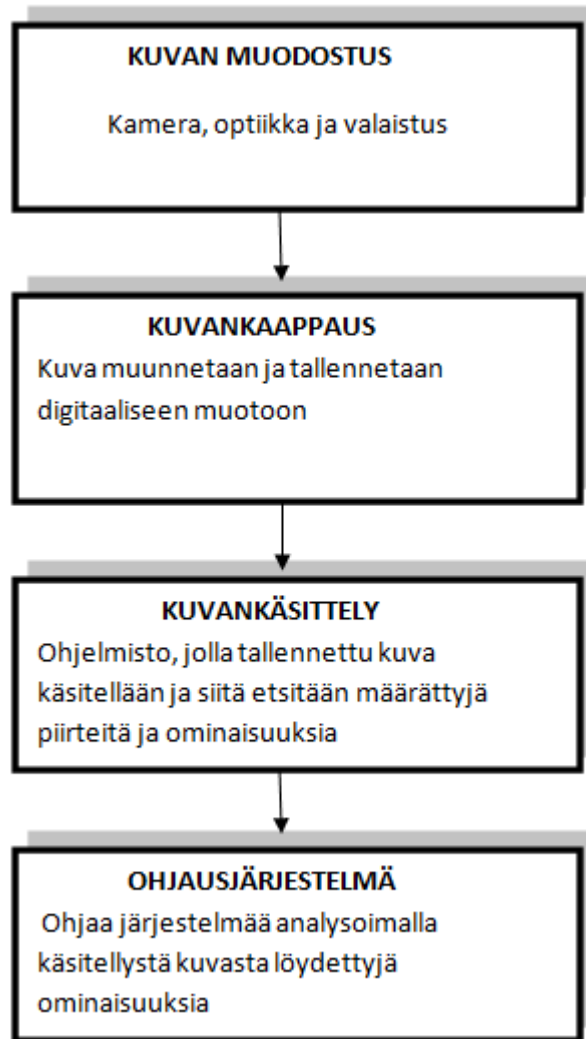 KUVAN MUODOSTUS
Kamera, optiikka ja valaistus
KUVANKAAPPAUS
Kuva muunnetaan ja tallennetaan
digitaaliseen muotoon
KUVANKÄSITTELY
Ohjelmisto, jolla tallennettu kuva
käsitellään ja siitä etsitään määrättyjä
piirteitä ja ominaisuuksia
OHJAUSJÄRJESTELMÄ
Ohjaa järjestelmää analysoimalla
käsitellystä kuvasta löydettyjä
ominaisuuksia